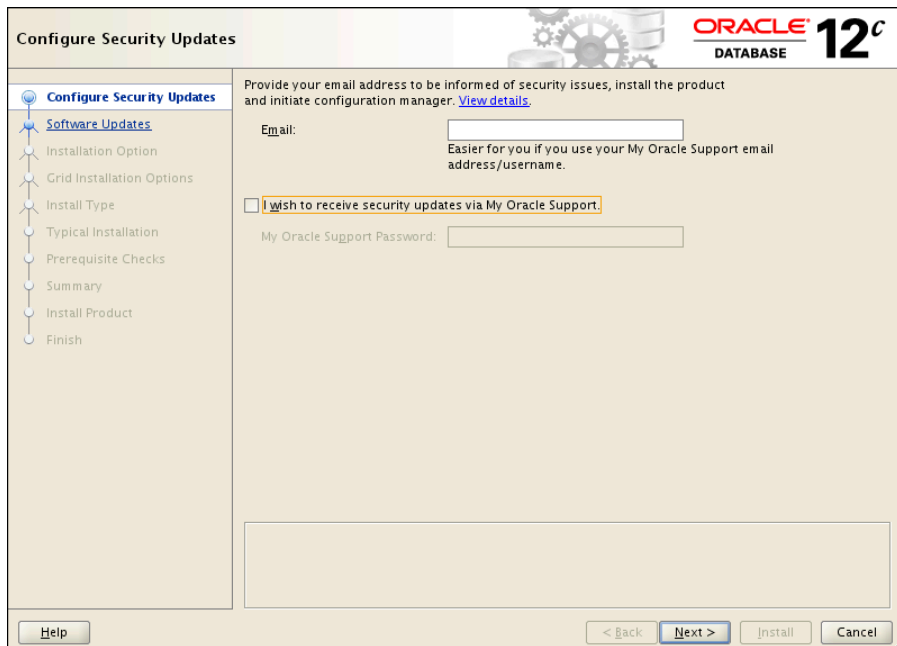 Configure Security Updates
ORACLE
DATABASE
12c
Configure Security Updates
Software Updates
Installation Option
Grid Installation Options
Install Type
Typical Installation
Prerequisite Checks
Summary
Install Product
Finish
Provide your email address to be informed of security issues, install the product
and initiate configuration manager. View details.
Email:
Easier for you if you use your My Oracle Support email
address/username.
I wish to receive security updates via My Oracle Support.
My Oracle Support Password:
Help
< Back
Next >
Install
Cancel